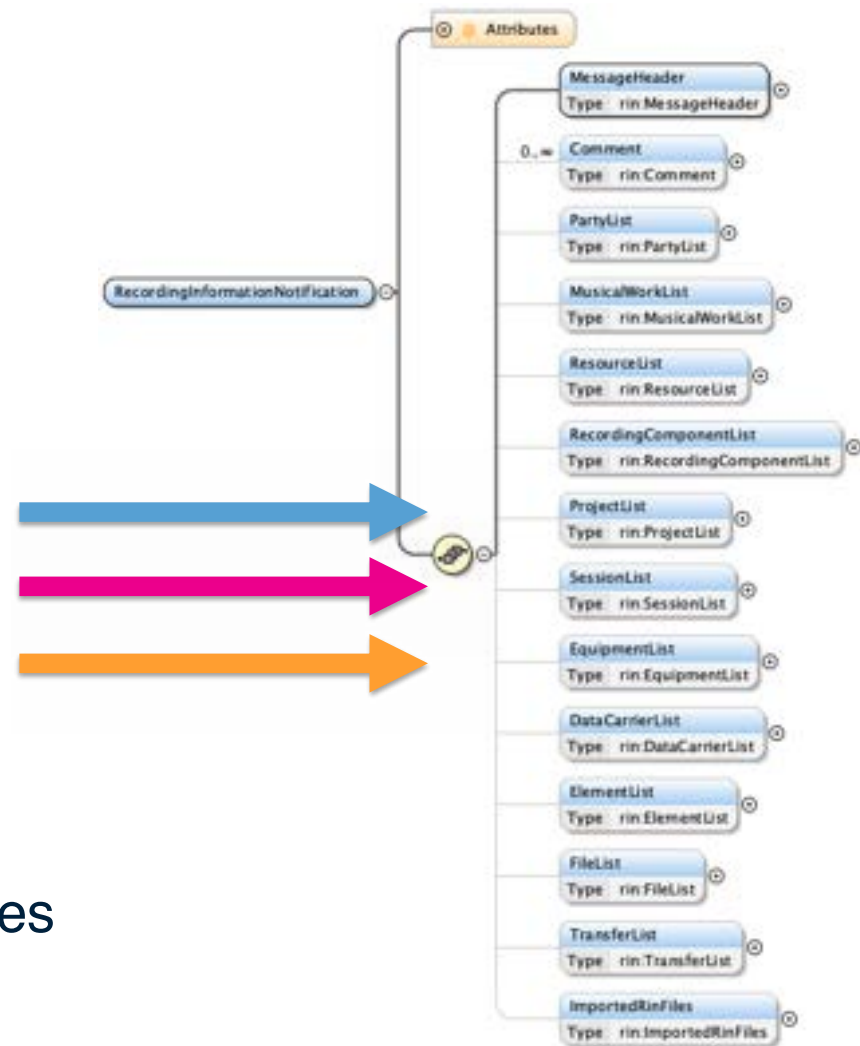 Attributes
MessageHeader
Type rin:MessageHeader
0..∞
Comment
Type rin:Comment
PartyList
Type rin:PartyList
RecordingInformationNotification
MusicalWorkList
Type rin:MusicalWorkList
ResourceList
Type rin:ResourceList
RecordingComponentList
Type rin:RecordingComponentList
ProjectList
Type rin:ProjectList
SessionList
Type rin:SessionList
EquipmentList
Type rin:EquipmentList
DataCarrierList
Type rin:DataCarrierList
ElementList
Type rin:ElementList
FileList
Type rin:FileList
es
TransferList
Type rin:TransferList
ImportedRinFiles
Type rin:ImportedRinFiles